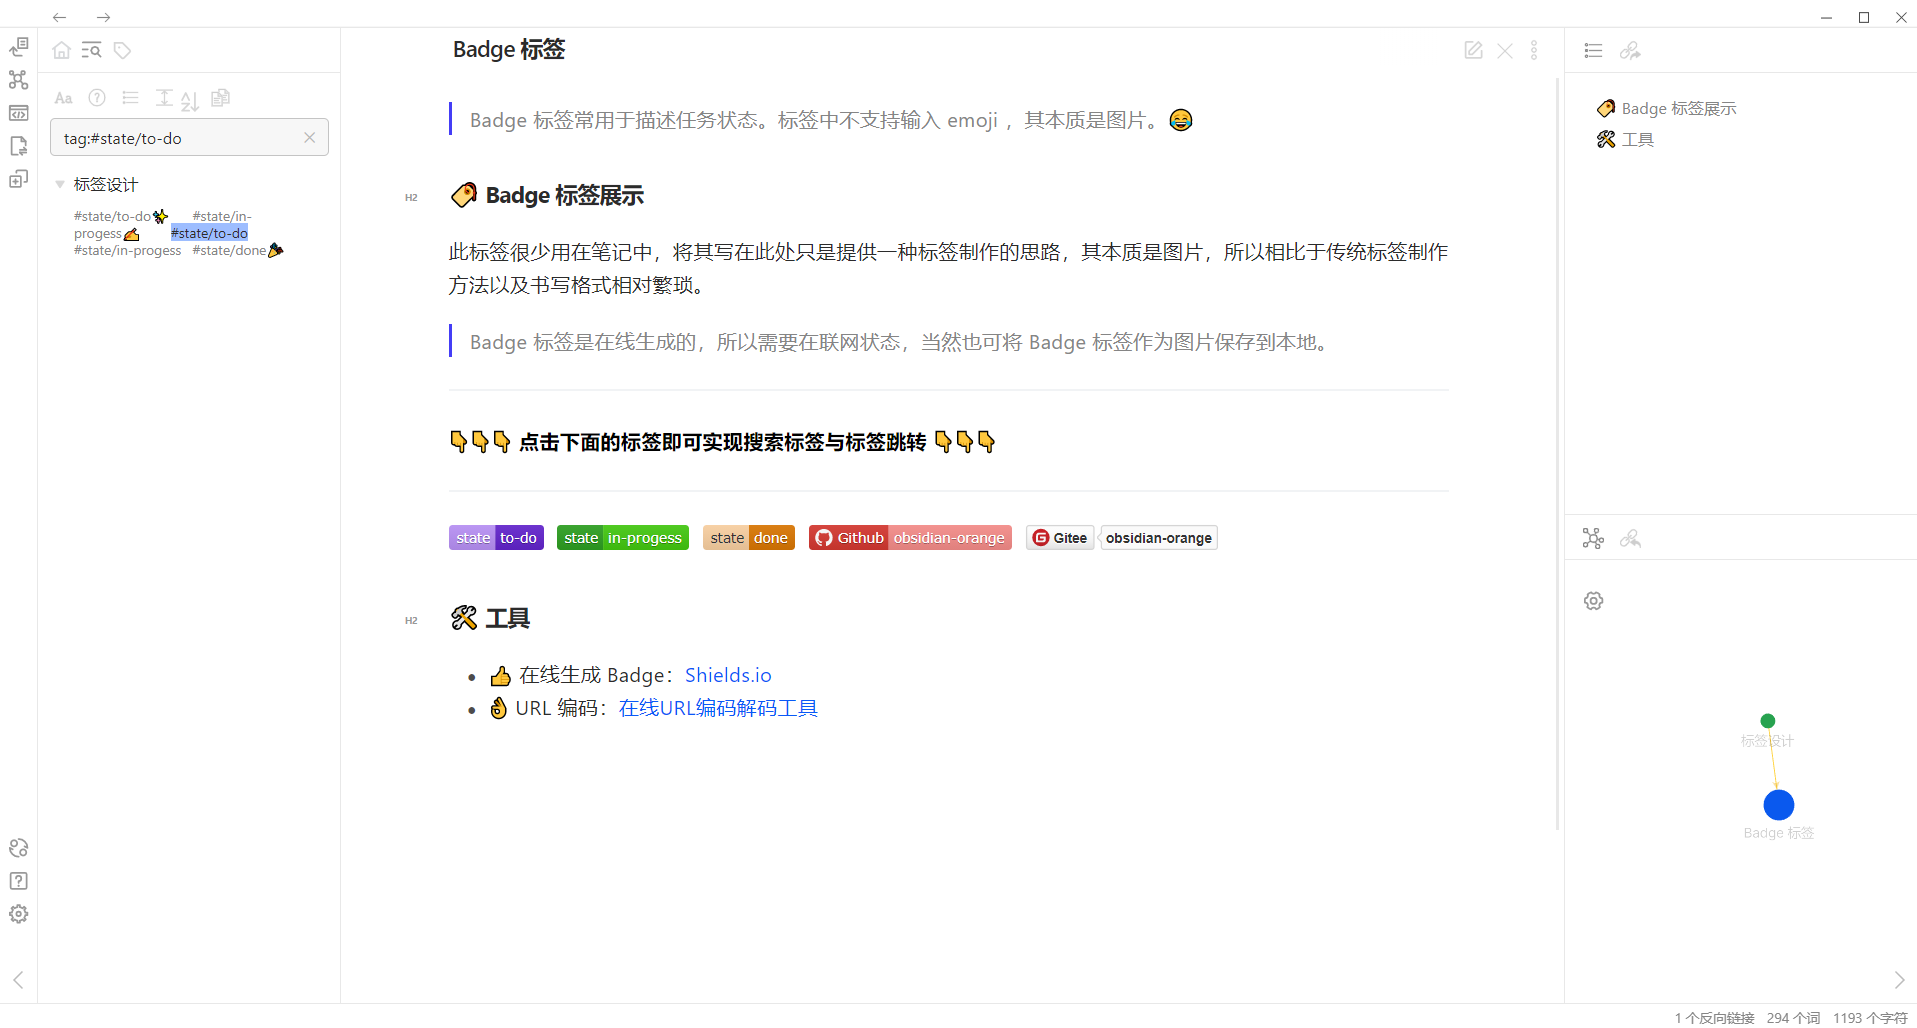 Badge 标签
Aa
tag:#state/to-do
标签设计
#state/to-do✨ #state/in-
progess✍ #state/to-do
#state/in-progess #state/done🎉
Badge 标签常用于描述任务状态。标签中不支持输入 emoji ，其本质是图片。😂
H2
🏷 Badge 标签展示
此标签很少用在笔记中，将其写在此处只是提供一种标签制作的思路，其本质是图片，所以相比于传统标签制作
方法以及书写格式相对繁琐。
Badge 标签是在线生成的，所以需要在联网状态，当然也可将 Badge 标签作为图片保存到本地。
👇👇👇 点击下面的标签即可实现搜索标签与标签跳转 👇👇👇
state to-do
state in-progess
state done
Github obsidian-orange
G Gitee obsidian-orange
H2
🛠 工具
• 👍 在线生成 Badge：Shields.io
• 👌 URL 编码：在线URL编码解码工具
🏷 Badge 标签展示
🛠 工具
标签设计
Badge 标签
1 个反向链接 294 个词 1193 个字符